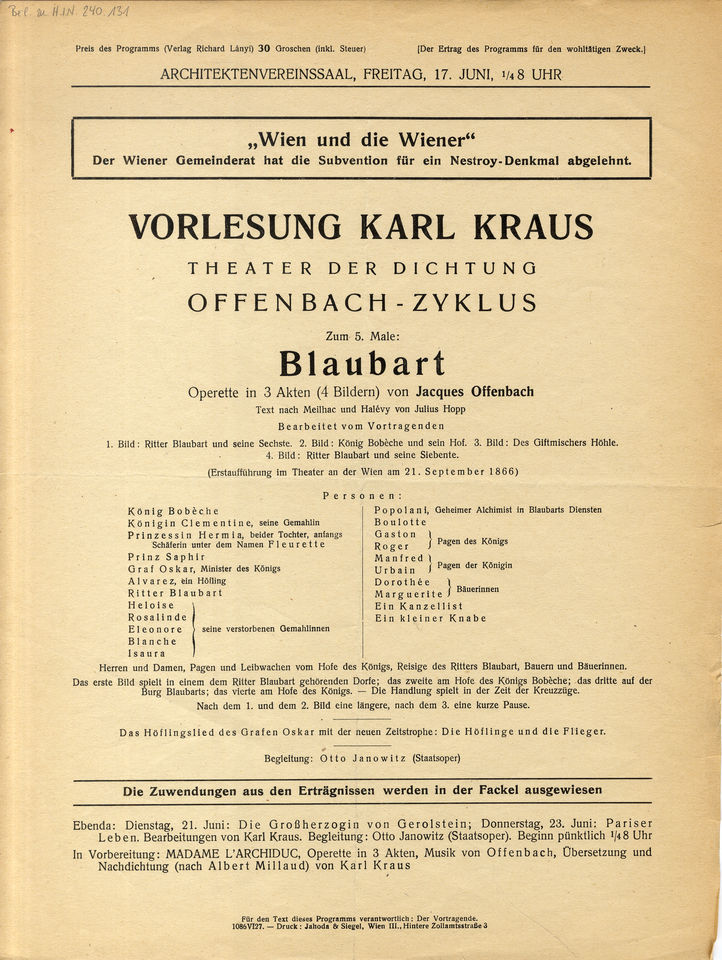 Bei. zu H.I.N. 240.131
Preis des Programms (Verlag Richard Lányi) 30 Groschen (inkl. Steuer) [Der Ertrag des Programms für den wohltätigen Zweck.]
ARCHITEKTENVEREINSSAAL, FREITAG, 17. JUNI, 1/4 8 UHR
„Wien und die Wiener“
Der Wiener Gemeinderat hat die Subvention für ein Nestroy-Denkmal abgelehnt.
VORLESUNG KARL KRAUS
THEATER DER DICHTUNG
OFFENBACH-ZYKLUS
Zum 5. Male:
Blaubart
Operette in 3 Akten (4 Bildern) von Jacques Offenbach
Text nach Meilhac und Halévy von Julius Hopp
Bearbeitet vom Vortragenden
1. Bild: Ritter Blaubart und seine Sechste. 2. Bild: König Bobèche und sein Hof. 3. Bild: Des Giftmischers Höhle.
4. Bild: Ritter Blaubart und seine Siebente.
(Erstaufführung im Theater an der Wien am 21. September 1866)
Personen:
König Bobèche
Königin Clementine, seine Gemahlin
Prinzessin Hermia, beider Tochter, anfangs
Schäferin unter dem Namen Fleurette
Prinz Saphir
Graf Oskar, Minister des Königs
Alvarez, ein Höfling
Ritter Blaubart
Heloise
Rosalinde
Eleonore seine verstorbenen Gemahlinnen
Blanche
Isaura
Popolani, Geheimer Alchimist in Blaubarts Diensten
Boulotte
Gaston
Roger Pagen des Königs
Manfred
Urbain Pagen der Königin
Dorothée
Marguerite Bäuerinnen
Ein Kanzellist
Ein kleiner Knabe
Herren und Damen, Pagen und Leibwachen vom Hofe des Königs, Reisige des Ritters Blaubart, Bauern und Bäuerinnen.
Das erste Bild spielt in einem dem Ritter Blaubart gehörenden Dorfe; das zweite am Hofe des Königs Bobèche; das dritte auf der
Burg Blaubarts; das vierte am Hofe des Königs. — Die Handlung spielt in der Zeit der Kreuzzüge.
Nach dem 1. und dem 2. Bild eine längere, nach dem 3. eine kurze Pause.
Das Höflingslied des Grafen Oskar mit der neuen Zeitstrophe: Die Höflinge und die Flieger.
Begleitung: Otto Janowitz (Staatsoper)
Die Zuwendungen aus den Erträgnissen werden in der Fackel ausgewiesen
Ebenda: Dienstag, 21. Juni: Die Großherzogin von Gerolstein; Donnerstag, 23. Juni: Pariser
Leben. Bearbeitungen von Karl Kraus. Begleitung: Otto Janowitz (Staatsoper). Beginn pünktlich 1/4 8 Uhr
In Vorbereitung: MADAME L'ARCHIDUC, Operette in 3 Akten, Musik von Offenbach, Übersetzung und
Nachdichtung (nach Albert Millaud) von Karl Kraus
Für den Text dieses Programms verantwortlich: Der Vortragende.
1086VI27. — Druck: Jahoda & Siegel, Wien III., Hintere Zollamtsstraße 3